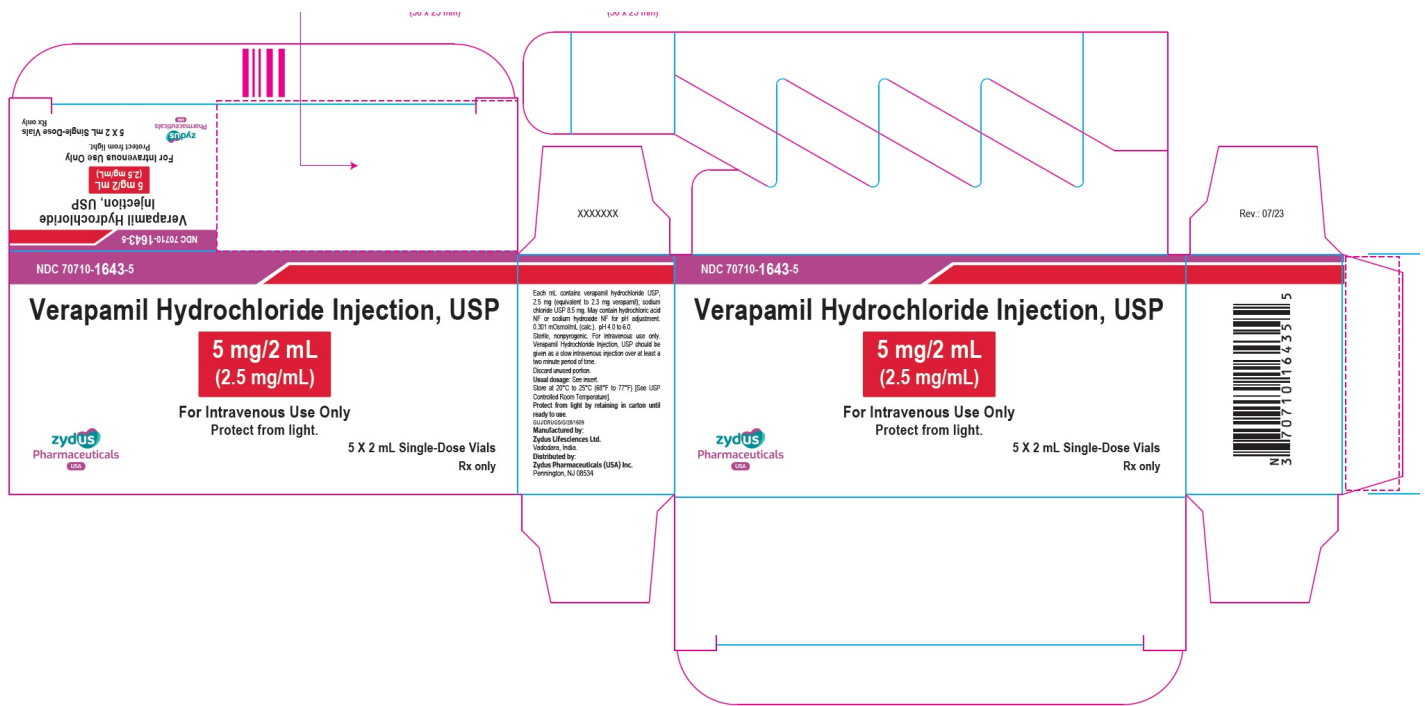 (50 x 25 mm)
(50 x 25 mm)
NDC 70710-1643-5
Verapamil Hydrochloride
Injection, USP
5 mg/2 mL
(2.5 mg/mL)
For Intravenous Use Only
Protect from light.
zydus
Pharmaceuticals
USA
5 X 2 mL Single-Dose Vials
Rx only
NDC 70710-1643-5
Verapamil Hydrochloride Injection, USP
5 mg/2 mL
(2.5 mg/mL)
For Intravenous Use Only
Protect from light.
zydus
Pharmaceuticals
USA
5 X 2 mL Single-Dose Vials
Rx only
XXXXXXX
Each mL contains verapamil hydrochloride USP,
2.5 mg (equivalent to 2.3 mg verapamil); sodium
chloride USP 8.5 mg. May contain hydrochloric acid
NF or sodium hydroxide NF for pH adjustment.
0.301 mOsmol/mL (calc.). pH 4.0 to 6.0.
Sterile, nonpyrogenic. For intravenous use only.
Verapamil Hydrochloride Injection, USP should be
given as a slow intravenous injection over at least a
two minute period of time.
Discard unused portion.
Usual dosage: See insert.
Store at 20°C to 25°C (68°F to 77°F) [See USP
Controlled Room Temperature].
Protect from light by retaining in carton until
ready to use.
GUJ/DRUGS/G/28/1609
Manufactured by:
Zydus Lifesciences Ltd.
Vadodara, India.
Distributed by:
Zydus Pharmaceuticals (USA) Inc.
Pennington, NJ 08534
NDC 70710-1643-5
Verapamil Hydrochloride Injection, USP
5 mg/2 mL
(2.5 mg/mL)
For Intravenous Use Only
Protect from light.
zydus
Pharmaceuticals
USA
5 X 2 mL Single-Dose Vials
Rx only
Rev.: 07/23
N
3 70710 16435 5